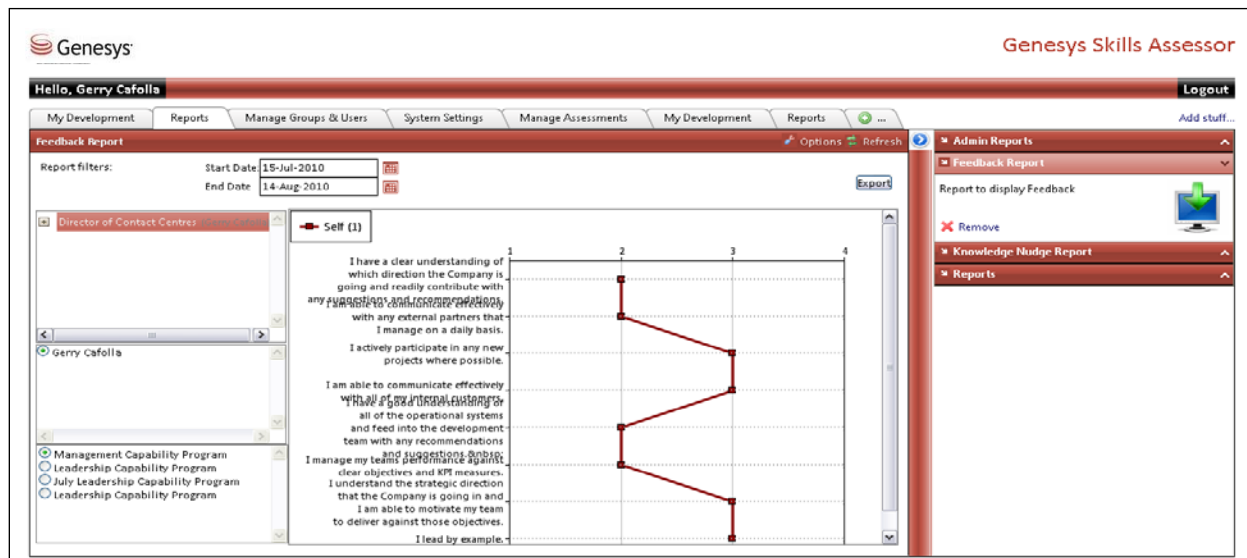 Genesys
Genesys Skills Assessor
Hello, Gerry Cafolla
Logout
My Development
Reports
Manage Groups & Users
System Settings
Manage Assessments
My Development
Reports
...
Add stuff...
Feedback Report
Options
Refresh
Report filters:
Start Date
15-Jul-2010
End Date
14-Aug-2010
Export
Director of Contact Centres
Gerry Cafolla
Management Capability Program
Leadership Capability Program
July Leadership Capability Program
Leadership Capability Program
Self (1)
1 2 3 4
I have a clear understanding of
which direction the Company is
going and readily contribute with
any suggestions and recommendations.
I am able to communicate effectively
with any external partners that
I manage on a daily basis.
I actively participate in any new
projects where possible.
I am able to communicate effectively
with all of my internal customers.
I have a good understanding of
all of the operational systems
and feed into the development
team with any recommendations
and suggestions.&nbsp;
I manage my teams performance against
clear objectives and KPI measures.
I understand the strategic direction
that the Company is going in and
I am able to motivate my team
to deliver against those objectives.
I lead by example.
Admin Reports
Feedback Report
Report to display Feedback
Remove
Knowledge Nudge Report
Reports